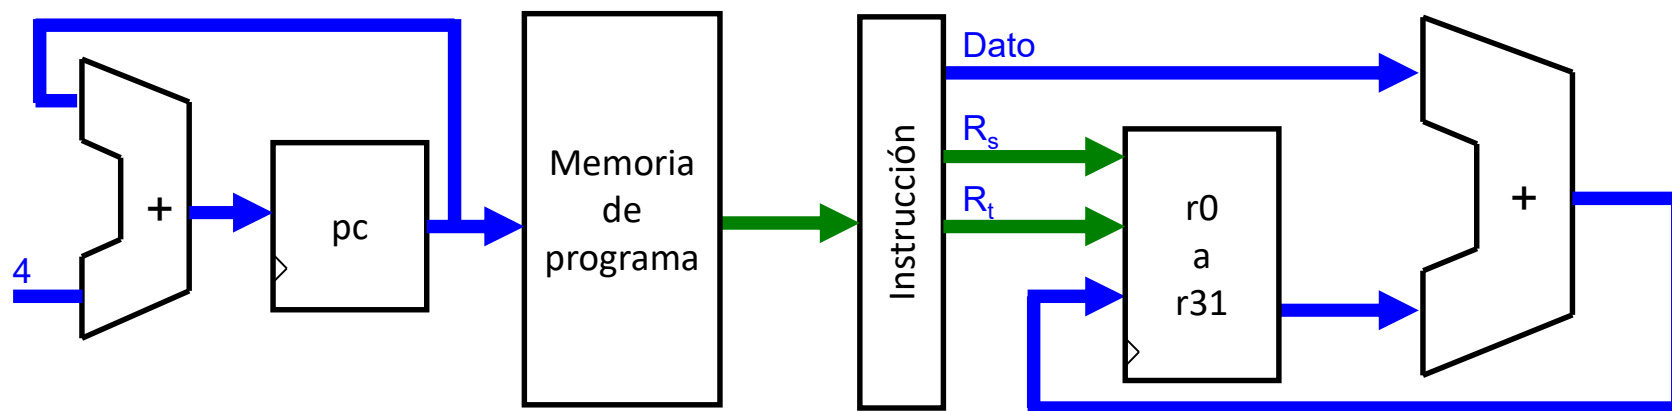 4
+
pc
Memoria
de
programa
Instrucción
Dato
Rs
Rt
r0
a
r31
+